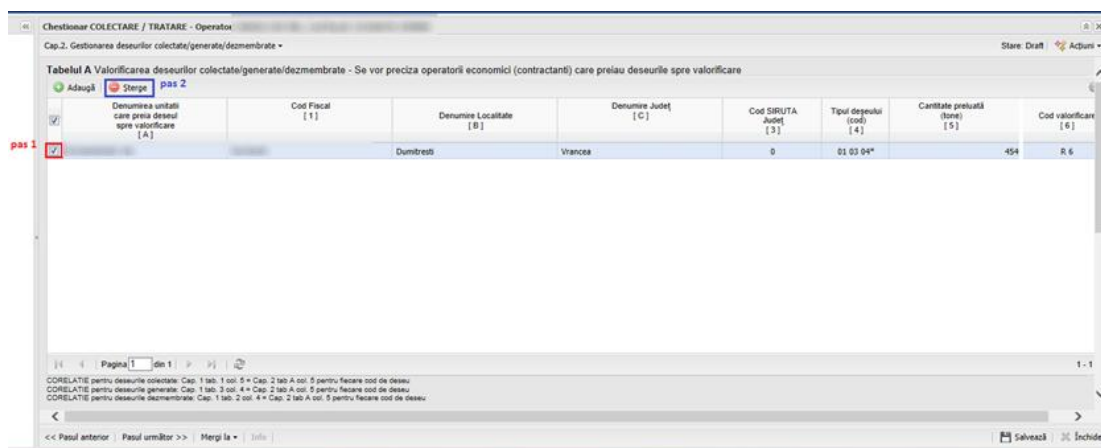 Chestionar COLECTARE / TRATARE - Operator
Cap.2. Gestionarea deseurilor colectate/generate/dezmembrate
Stare: Draft Acțiuni
Tabelul A Valorificarea deseurilor colectate/generate/dezmembrate - Se vor preciza operatorii economici (contractanti) care preiau deseurile spre valorificare
Adaugă Șterge pas 2
Denumirea unitatii care preia deseul spre valorificare [ A ]
Cod Fiscal [ 1 ]
Denumire Localitate [ B ]
Denumire Județ [ C ]
Cod SIRUTA Județ [ 3 ]
Tipul deșeului (cod) [ 4 ]
Cantitate preluată (tone) [ 5 ]
Cod valorificare [ 6 ]
pas 1
Dumitresti Vrancea 0 01 03 04* 454 R 6
Pagina 1 din 1
1 - 1
CORELATIE pentru deseurile colectate: Cap. 1 tab. 1 col. 5 = Cap. 2 tab A col. 5 pentru fiecare cod de deseu
CORELATIE pentru deseurile generate: Cap. 1 tab. 3 col. 4 = Cap. 2 tab A col. 5 pentru fiecare cod de deseu
CORELATIE pentru deseurile dezmembrate: Cap. 1 tab. 2 col. 4 = Cap. 2 tab A col. 5 pentru fiecare cod de deseu
<< Pasul anterior Pasul următor >> Mergi la Info Salvează Închide